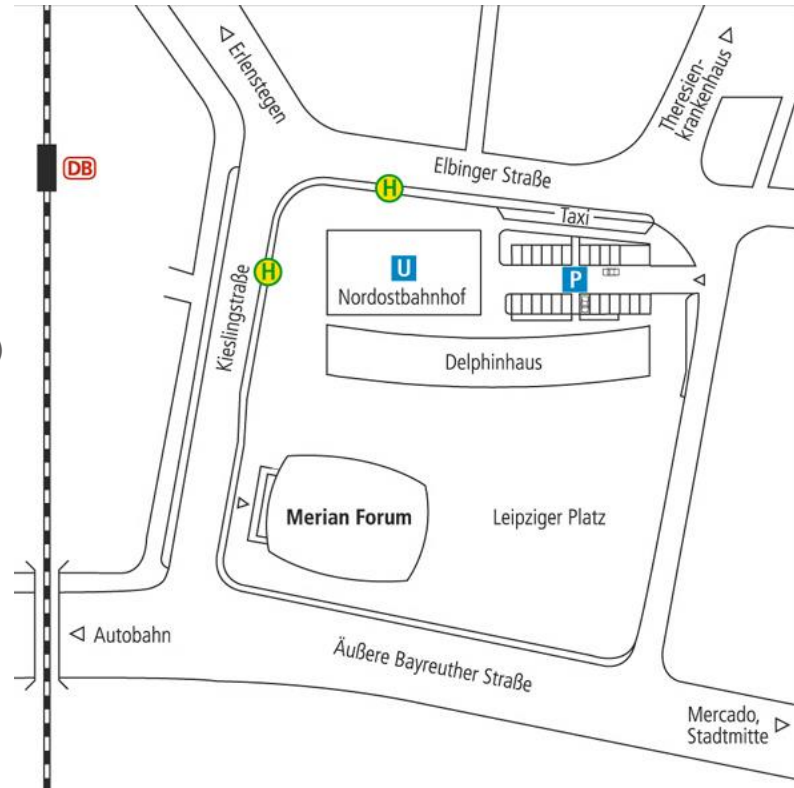 Erlenstegen
Theresien-
krankenhaus
DB
Elbinger Straße
H
Taxi
H
U
P
Nordostbahnhof
Kieslingstraße
Delphinhaus
Merian Forum
Leipziger Platz
Autobahn
Äußere Bayreuther Straße
Mercado,
Stadtmitte